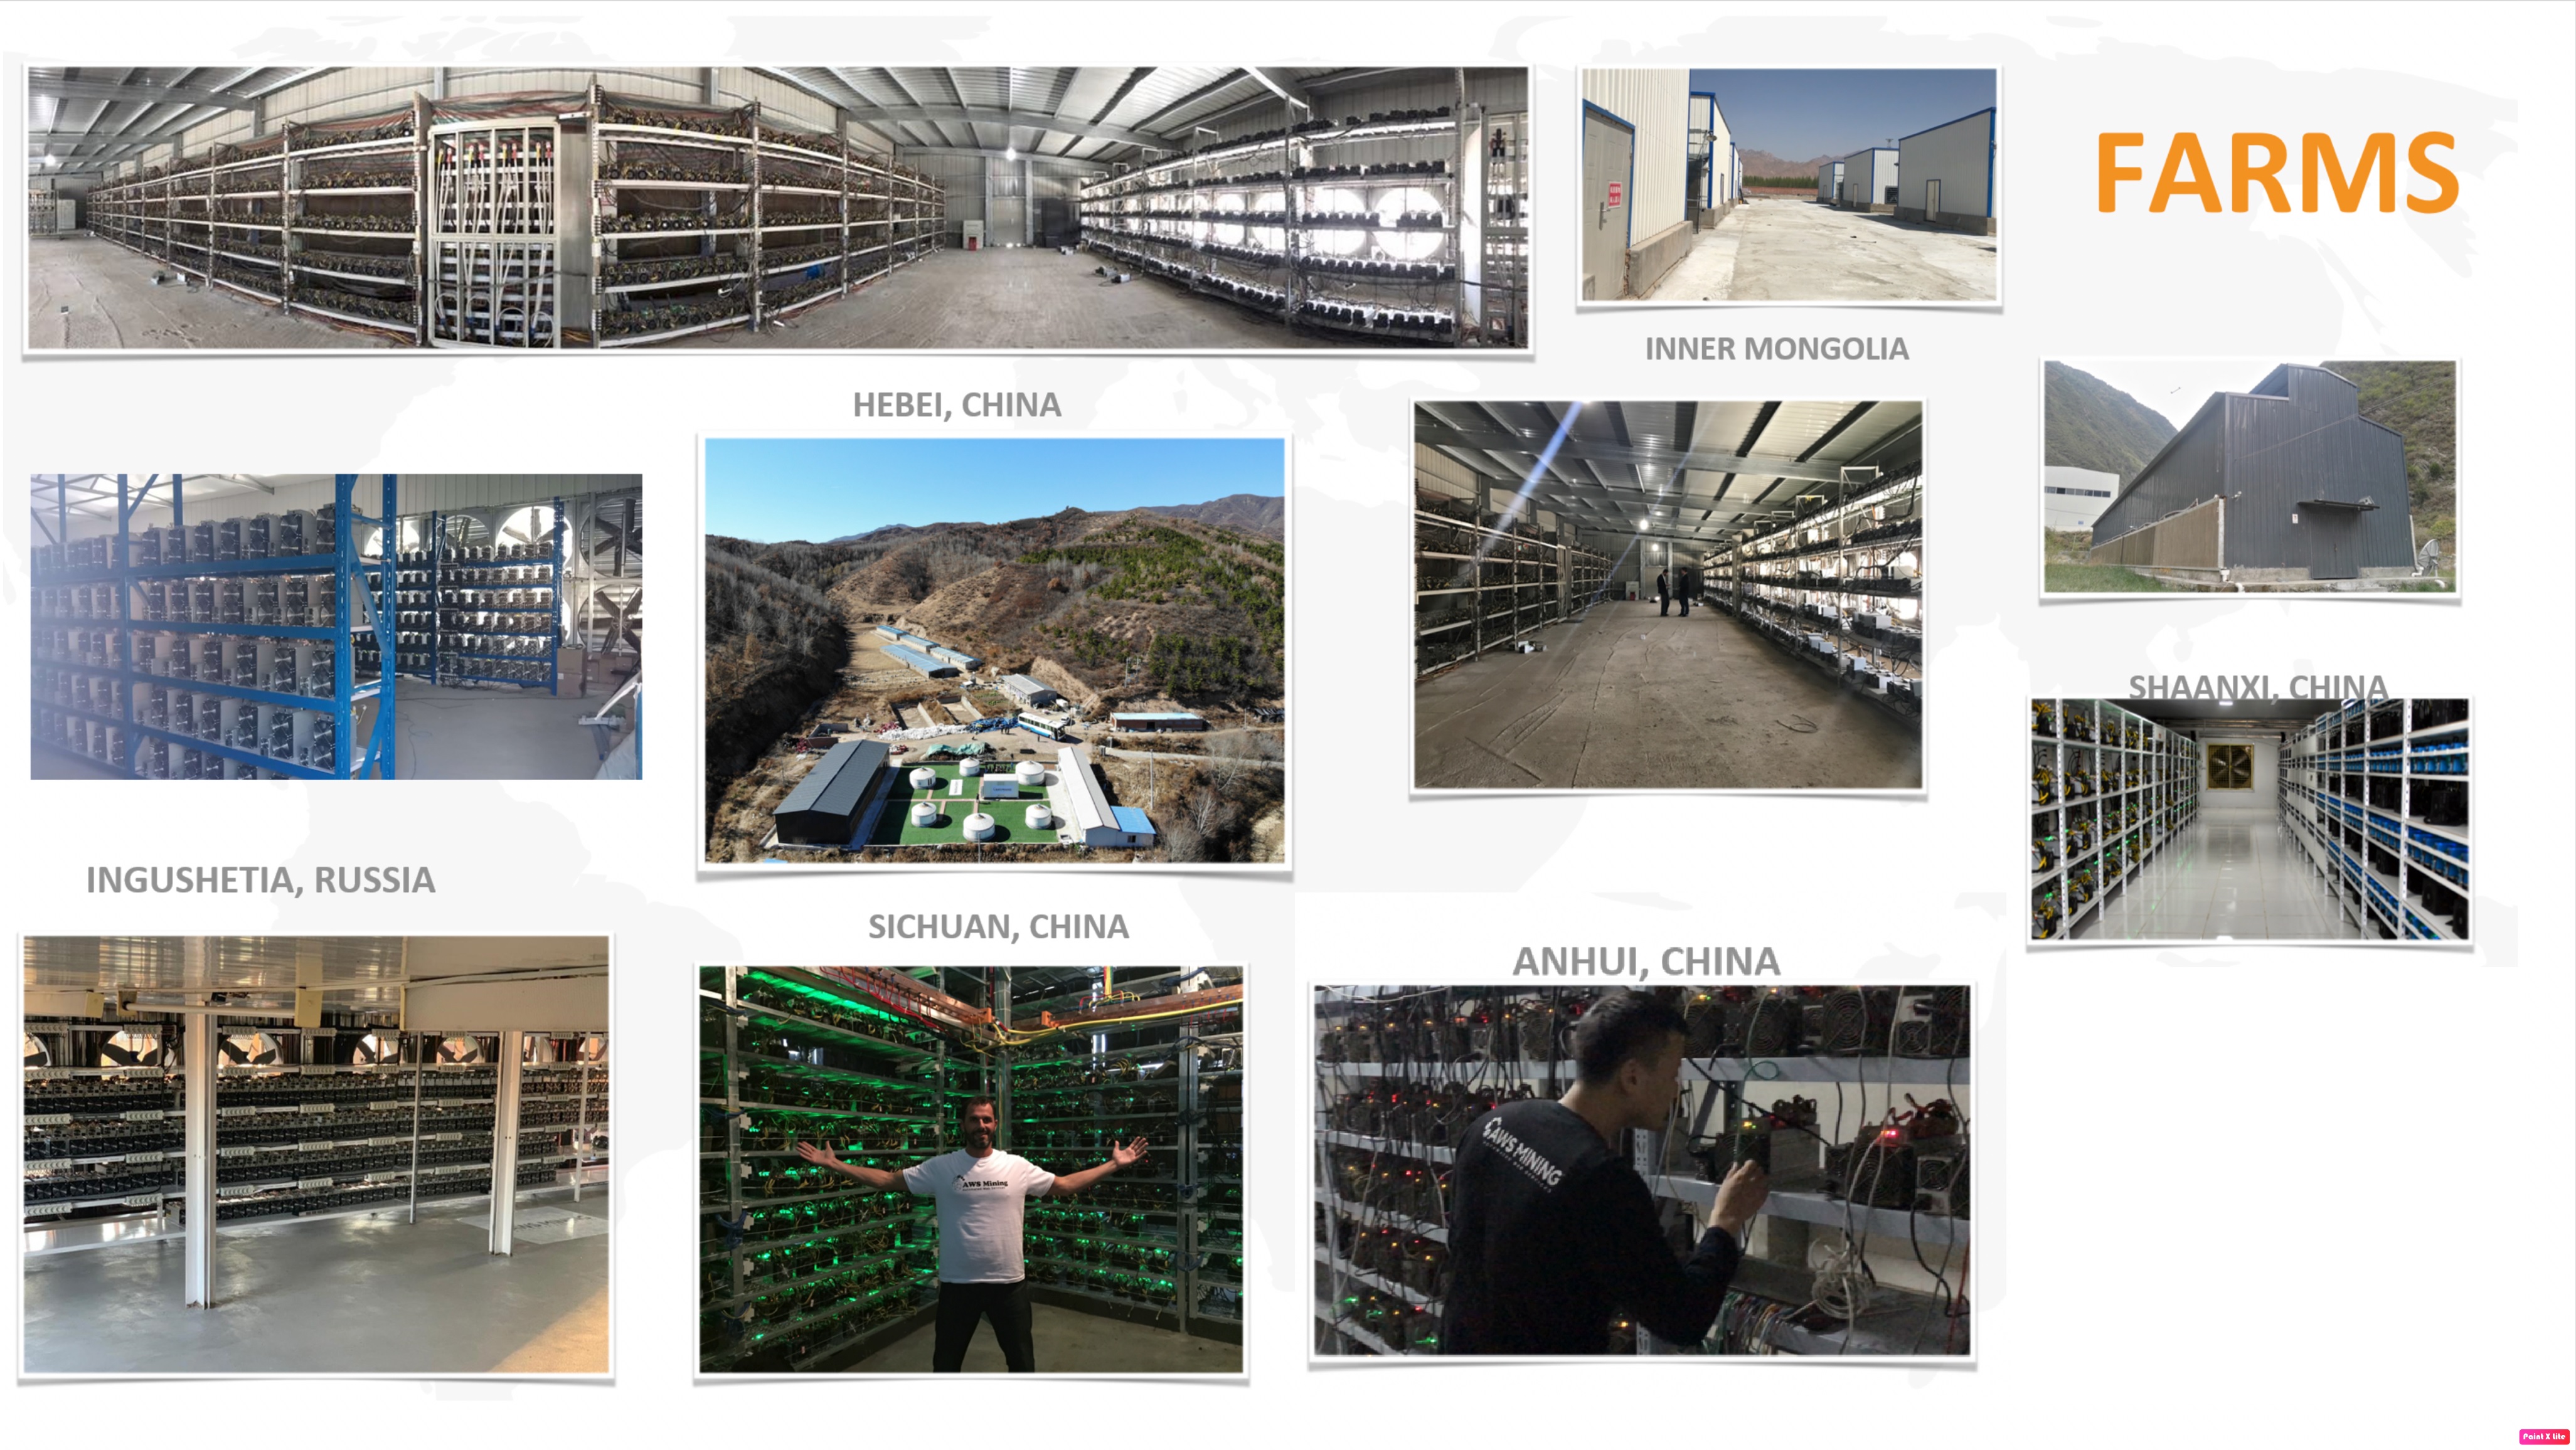 FARMS
INNER MONGOLIA
HEBEI, CHINA
SHAANXI, CHINA
INGUSHETIA, RUSSIA
SICHUAN, CHINA
ANHUI, CHINA
AWS Mining
AWS MINING
Paint X Lite